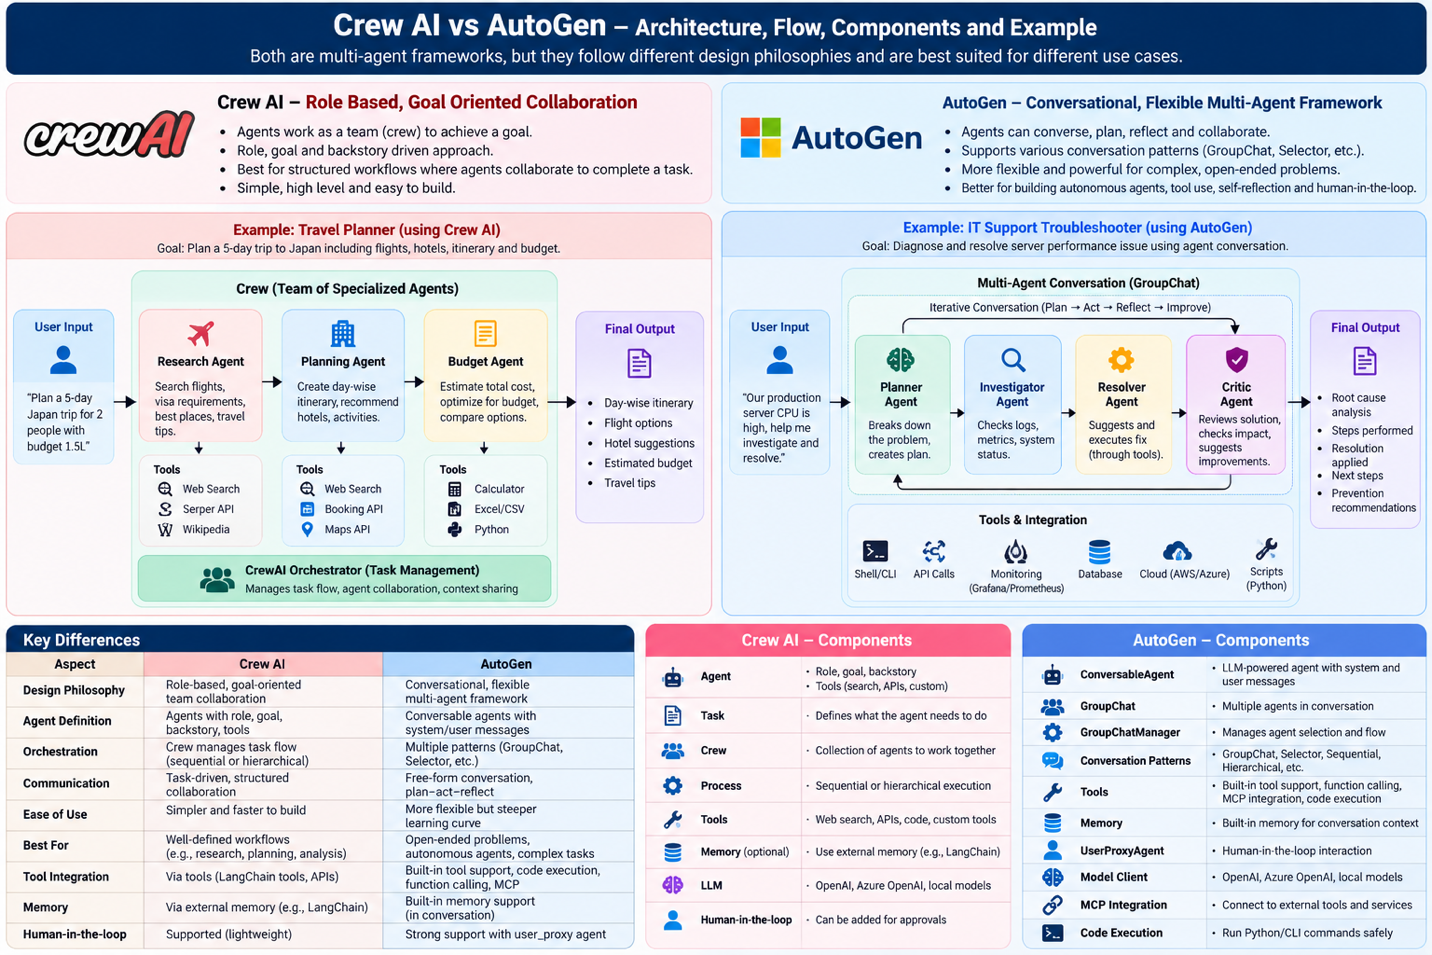 Crew AI vs AutoGen – Architecture, Flow, Components and Example
Both are multi-agent frameworks, but they follow different design philosophies and are best suited for different use cases.
crewAI
Crew AI – Role Based, Goal Oriented Collaboration
• Agents work as a team (crew) to achieve a goal.
• Role, goal and backstory driven approach.
• Best for structured workflows where agents collaborate to complete a task.
• Simple, high level and easy to build.
AutoGen
AutoGen – Conversational, Flexible Multi-Agent Framework
• Agents can converse, plan, reflect and collaborate.
• Supports various conversation patterns (GroupChat, Selector, etc.).
• More flexible and powerful for complex, open-ended problems.
• Better for building autonomous agents, tool use, self-reflection and human-in-the-loop.
Example: Travel Planner (using Crew AI)
Goal: Plan a 5-day trip to Japan including flights, hotels, itinerary and budget.
User Input
"Plan a 5-day
Japan trip for 2
people with
budget 1.5L"
Crew (Team of Specialized Agents)
Research Agent
Search flights,
visa requirements,
best places, travel
tips.
Planning Agent
Create day-wise
itinerary, recommend
hotels, activities.
Budget Agent
Estimate total cost,
optimize for budget,
compare options.
Tools
Web Search
Serper API
Wikipedia
Tools
Web Search
Booking API
Maps API
Tools
Calculator
Excel/CSV
Python
CrewAI Orchestrator (Task Management)
Manages task flow, agent collaboration, context sharing
Final Output
• Day-wise itinerary
• Flight options
• Hotel suggestions
• Estimated budget
• Travel tips
Example: IT Support Troubleshooter (using AutoGen)
Goal: Diagnose and resolve server performance issue using agent conversation.
User Input
"Our production
server CPU is
high, help me
investigate and
resolve."
Multi-Agent Conversation (GroupChat)
Iterative Conversation (Plan → Act → Reflect → Improve)
Planner
Agent
Breaks down
the problem,
creates plan.
Investigator
Agent
Checks logs,
metrics, system
status.
Resolver
Agent
Suggests and
executes fix
(through tools).
Critic
Agent
Reviews solution,
checks impact,
suggests
improvements.
Tools & Integration
Shell/CLI
API Calls
Monitoring
(Grafana/Prometheus)
Database
Cloud (AWS/Azure)
Scripts
(Python)
Final Output
• Root cause
analysis
• Steps performed
• Resolution
applied
• Next steps
• Prevention
recommendations
Key Differences
Aspect Crew AI AutoGen
Design Philosophy
Role-based, goal-oriented
team collaboration
Conversational, flexible
multi-agent framework
Agent Definition
Agents with role, goal,
backstory, tools
Conversable agents with
system/user messages
Orchestration
Crew manages task flow
(sequential or hierarchical)
Multiple patterns (GroupChat,
Selector, etc.)
Communication
Task-driven, structured
collaboration
Free-form conversation,
plan–act–reflect
Ease of Use
Simpler and faster to build
More flexible but steeper
learning curve
Best For
Well-defined workflows
(e.g., research, planning, analysis)
Open-ended problems,
autonomous agents, complex tasks
Tool Integration
Via tools (LangChain tools, APIs)
Built-in tool support, code execution,
function calling, MCP
Memory
Via external memory (e.g., LangChain)
Built-in memory support
(in conversation)
Human-in-the-loop
Supported (lightweight)
Strong support with user_proxy agent
Crew AI – Components
Agent
• Role, goal, backstory
• Tools (search, APIs, custom)
Task
· Defines what the agent needs to do
Crew
· Collection of agents to work together
Process
· Sequential or hierarchical execution
Tools
· Web search, APIs, code, custom tools
Memory (optional)
· Use external memory (e.g., LangChain)
LLM
· OpenAI, Azure OpenAI, local models
Human-in-the-loop
· Can be added for approvals
AutoGen – Components
ConversableAgent
• LLM-powered agent with system and
user messages
GroupChat
• Multiple agents in conversation
GroupChatManager
• Manages agent selection and flow
Conversation Patterns
• GroupChat, Selector, Sequential,
Hierarchical, etc.
Tools
• Built-in tool support, function calling,
MCP integration, code execution
Memory
• Built-in memory for conversation context
UserProxyAgent
• Human-in-the-loop interaction
Model Client
• OpenAI, Azure OpenAI, local models
MCP Integration
• Connect to external tools and services
Code Execution
• Run Python/CLI commands safely